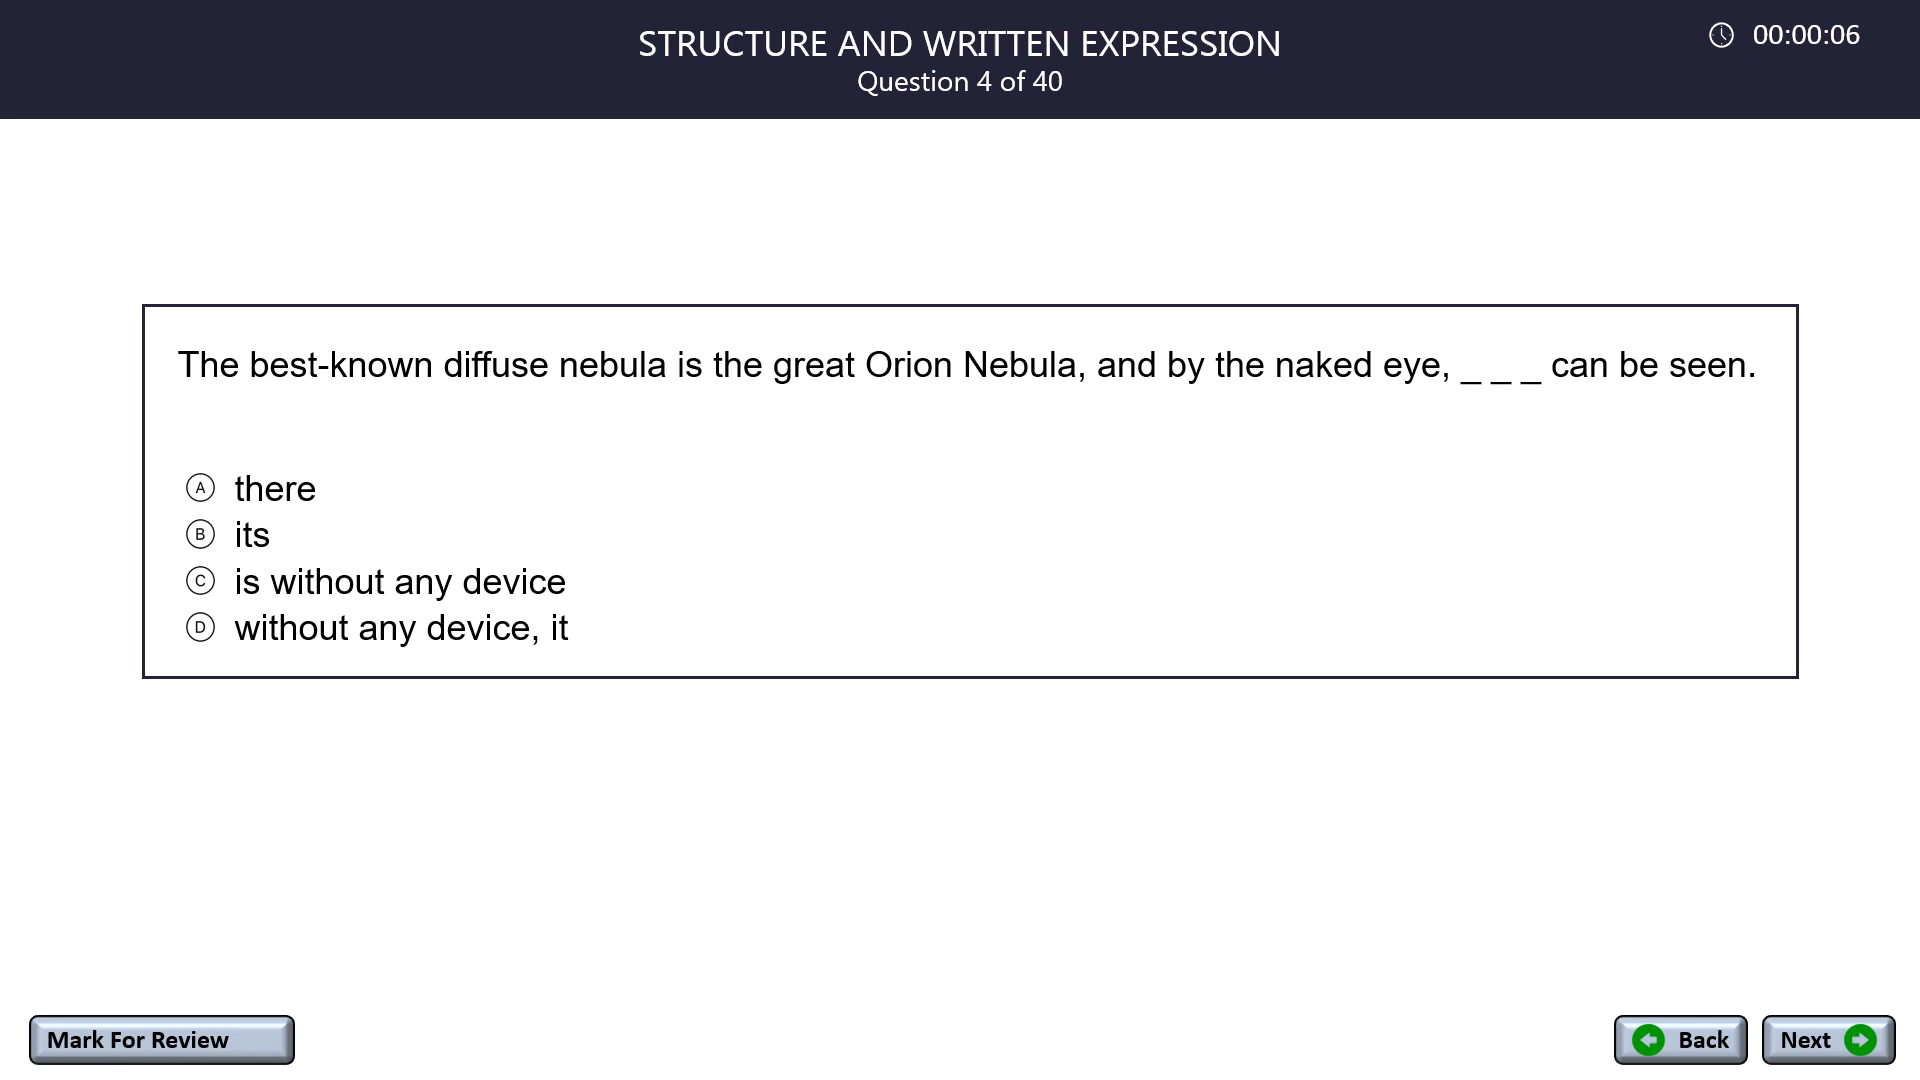 STRUCTURE AND WRITTEN EXPRESSION
Question 4 of 40
00:00:06
The best-known diffuse nebula is the great Orion Nebula, and by the naked eye, _ _ _ can be seen.
A there
B its
C is without any device
D without any device, it
Mark For Review
Back
Next